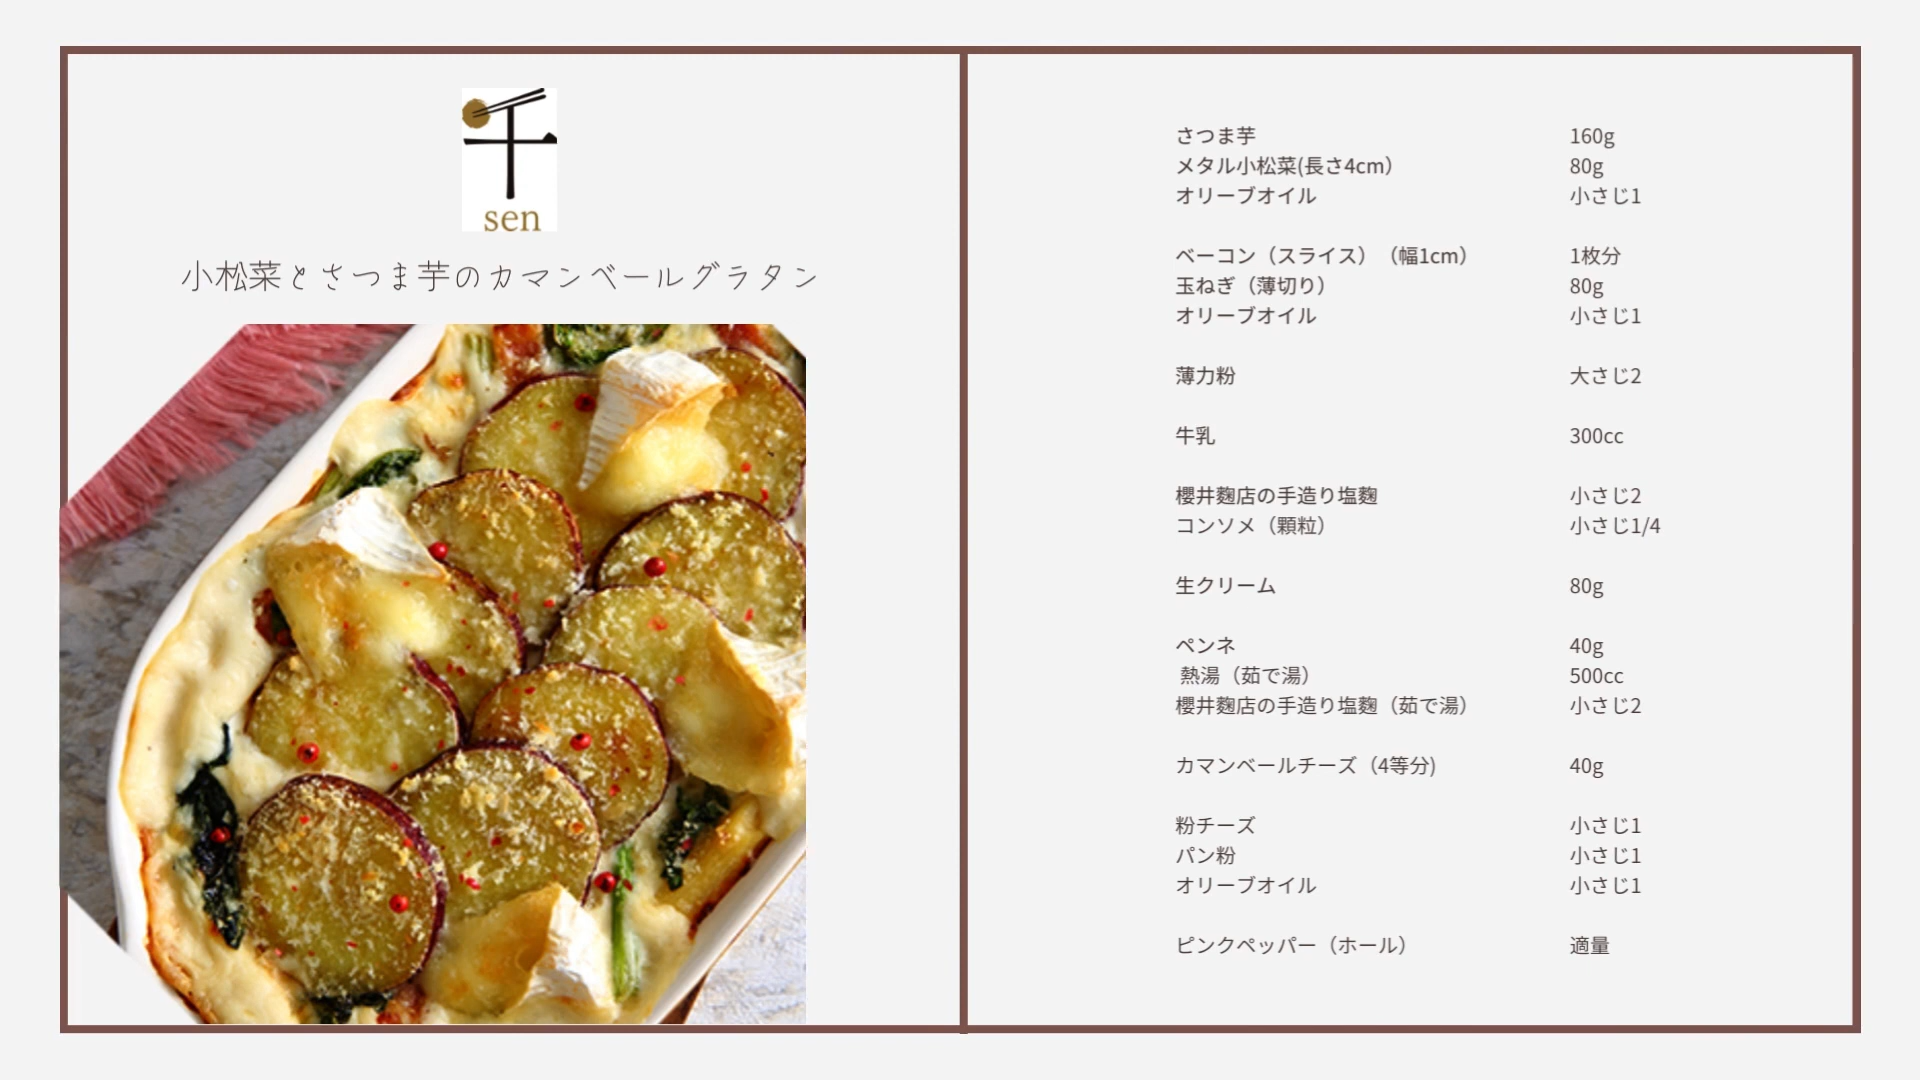 千
sen
小松菜とさつま芋のカマンベールグラタン
さつま芋 160g
メタル小松菜(長さ4cm） 80g
オリーブオイル 小さじ1
ベーコン（スライス）（幅1cm） 1枚分
玉ねぎ（薄切り） 80g
オリーブオイル 小さじ1
薄力粉 大さじ2
牛乳 300cc
櫻井麴店の手造り塩麴 小さじ2
コンソメ（顆粒） 小さじ1/4
生クリーム 80g
ペンネ 40g
熱湯（茹で湯） 500cc
櫻井麴店の手造り塩麴（茹で湯） 小さじ2
カマンベールチーズ（4等分) 40g
粉チーズ 小さじ1
パン粉 小さじ1
オリーブオイル 小さじ1
ピンクペッパー（ホール） 適量